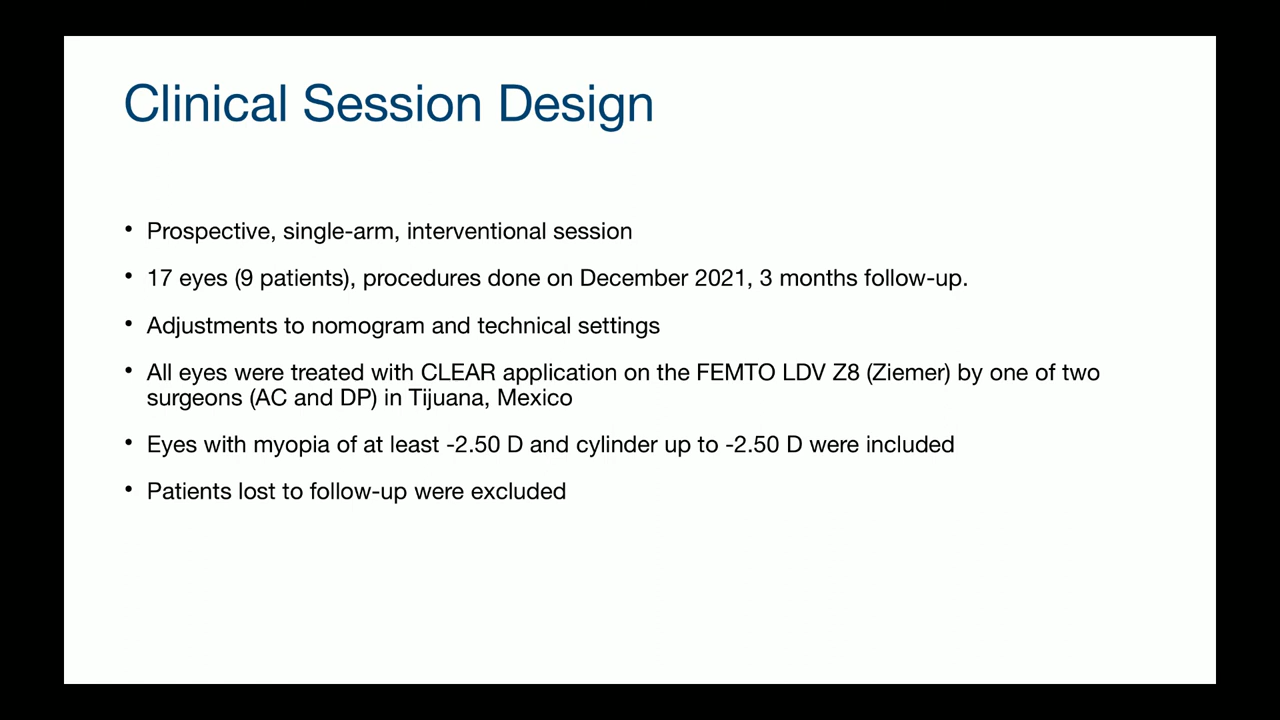 Clinical Session Design
• Prospective, single-arm, interventional session
• 17 eyes (9 patients), procedures done on December 2021, 3 months follow-up.
• Adjustments to nomogram and technical settings
• All eyes were treated with CLEAR application on the FEMTO LDV Z8 (Ziemer) by one of two
surgeons (AC and DP) in Tijuana, Mexico
• Eyes with myopia of at least -2.50 D and cylinder up to -2.50 D were included
• Patients lost to follow-up were excluded